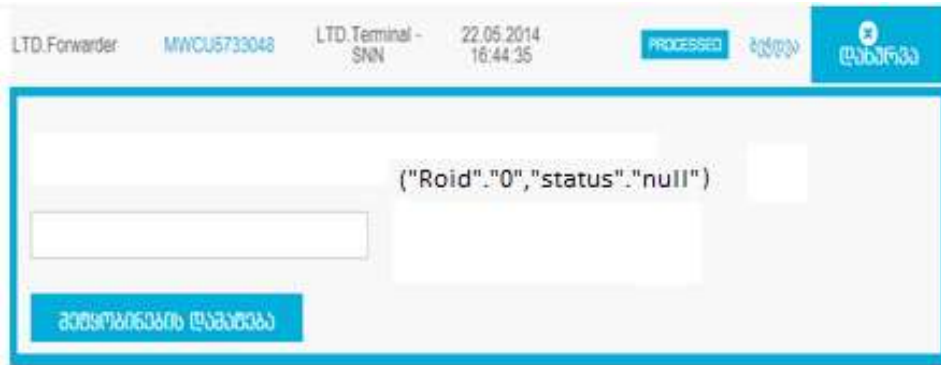 LTD.Forwarder MWCU5733048 LTD.Terminal - SNN 22.05.2014 16:44:35 PROCESSED ბეჭდვა დახურვა
("Roid"."0","status"."null")
შეტყობინების დამატება